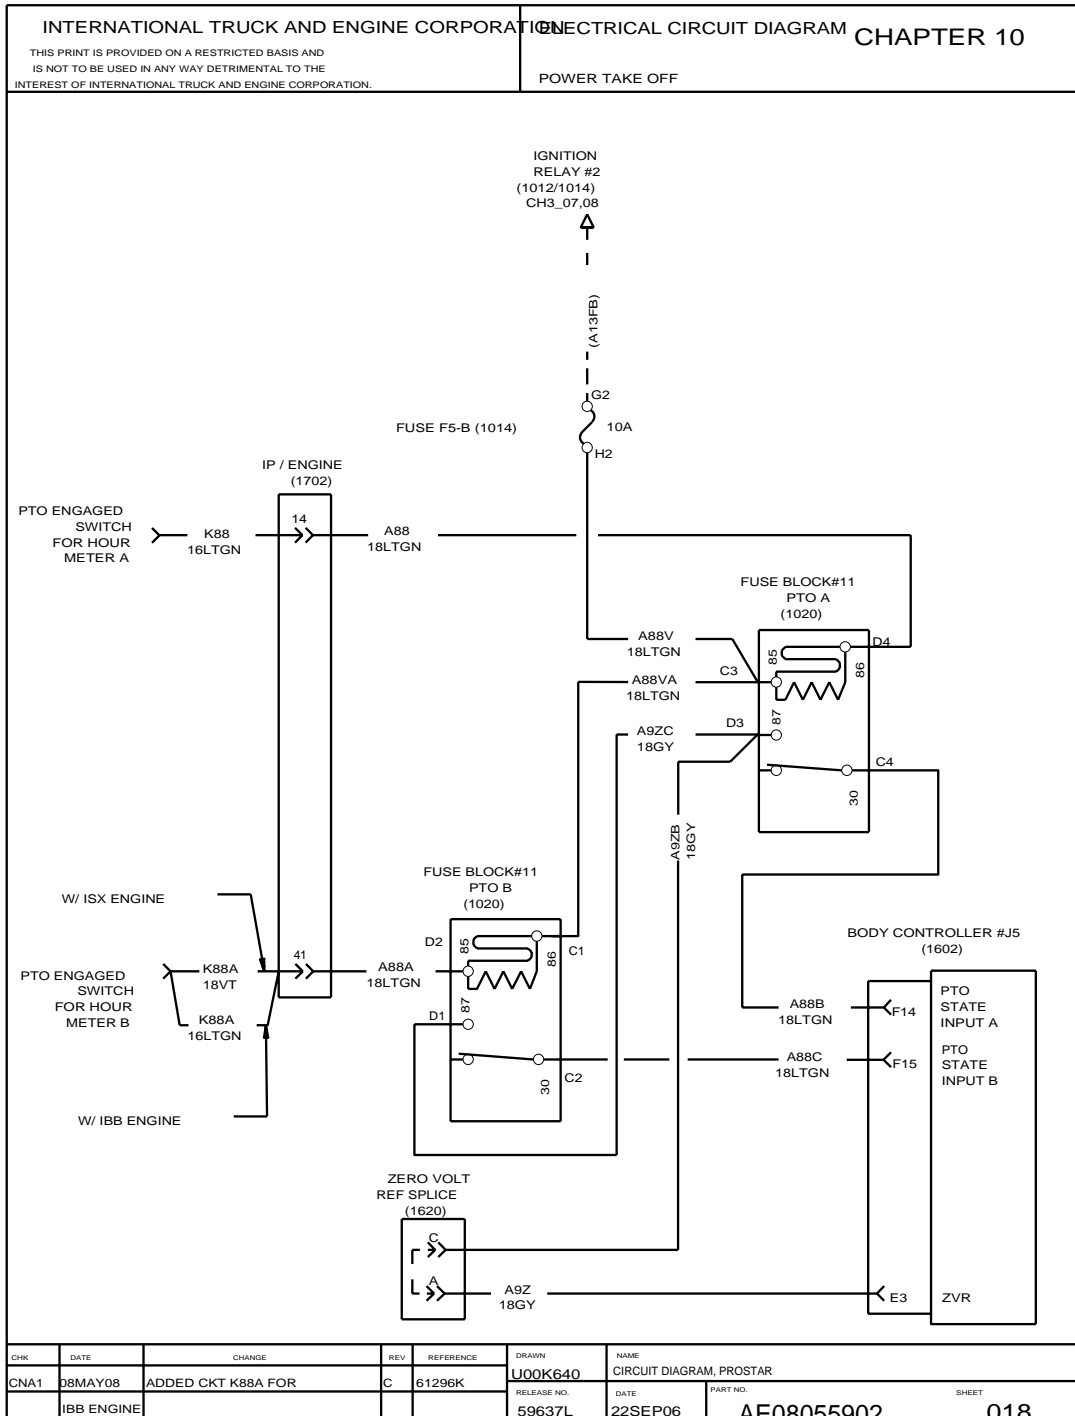 INTERNATIONAL TRUCK AND ENGINE CORPORATION
THIS PRINT IS PROVIDED ON A RESTRICTED BASIS AND
IS NOT TO BE USED IN ANY WAY DETRIMENTAL TO THE
INTEREST OF INTERNATIONAL TRUCK AND ENGINE CORPORATION.
ELECTRICAL CIRCUIT DIAGRAM
CHAPTER 10
POWER TAKE OFF
IGNITION
RELAY #2
(1012/1014)
CH3_07,08
(A13FB)
G2
FUSE F5-B (1014)
10A
H2
IP / ENGINE
(1702)
PTO ENGAGED
SWITCH
FOR HOUR
METER A
K88
16LTGN
14
A88
18LTGN
FUSE BLOCK#11
PTO A
(1020)
A88V
18LTGN
C3
A88VA
18LTGN
D4
85
86
A9ZC
18GY
D3
87
C4
30
A9ZB
18GY
FUSE BLOCK#11
PTO B
(1020)
W/ ISX ENGINE
PTO ENGAGED
SWITCH
FOR HOUR
METER B
K88A
18VT
K88A
16LTGN
41
A88A
18LTGN
D2
85
86
C1
D1
87
C2
30
W/ IBB ENGINE
BODY CONTROLLER #J5
(1602)
A88B
18LTGN
F14
PTO
STATE
INPUT A
A88C
18LTGN
F15
PTO
STATE
INPUT B
ZERO VOLT
REF SPLICE
(1620)
C
A
A9Z
18GY
E3
ZVR
CHK DATE CHANGE REV REFERENCE
CNA1 08MAY08 ADDED CKT K88A FOR C 61296K
IBB ENGINE
DRAWN
U00K640
NAME
CIRCUIT DIAGRAM, PROSTAR
RELEASE NO.
59637L
DATE
22SEP06
PART NO.
AE08055902
SHEET
018